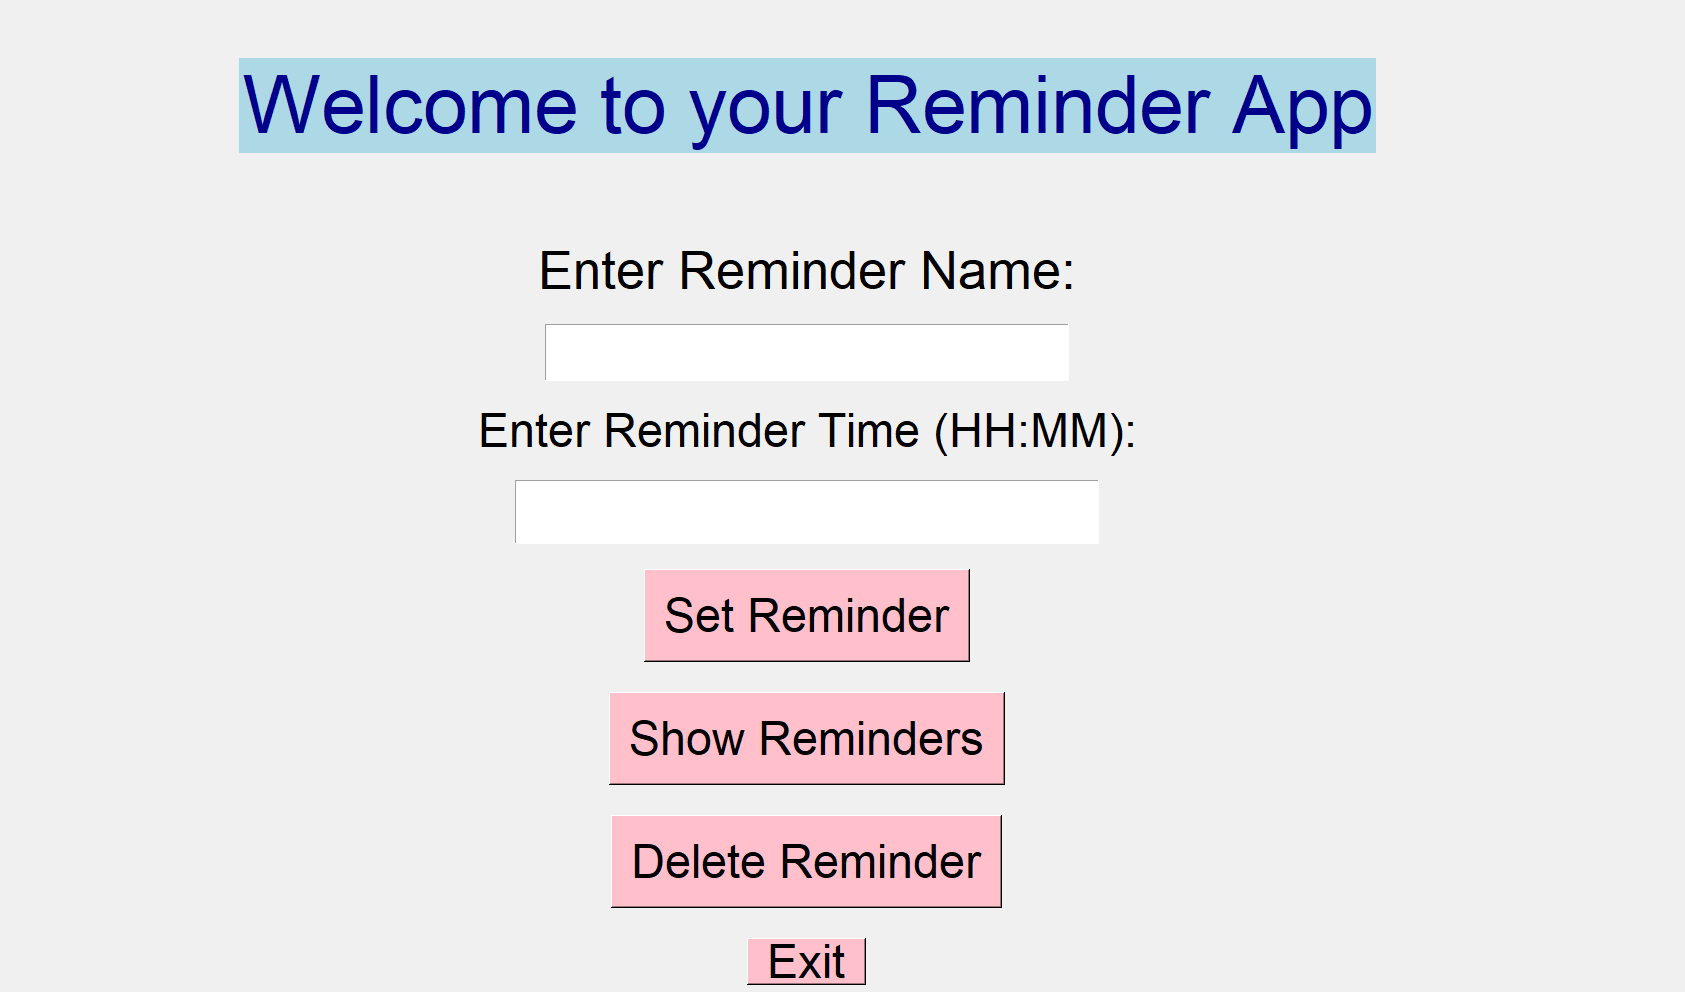 Welcome to your Reminder App
Enter Reminder Name:
Enter Reminder Time (HH:MM):
Set Reminder
Show Reminders
Delete Reminder
Exit